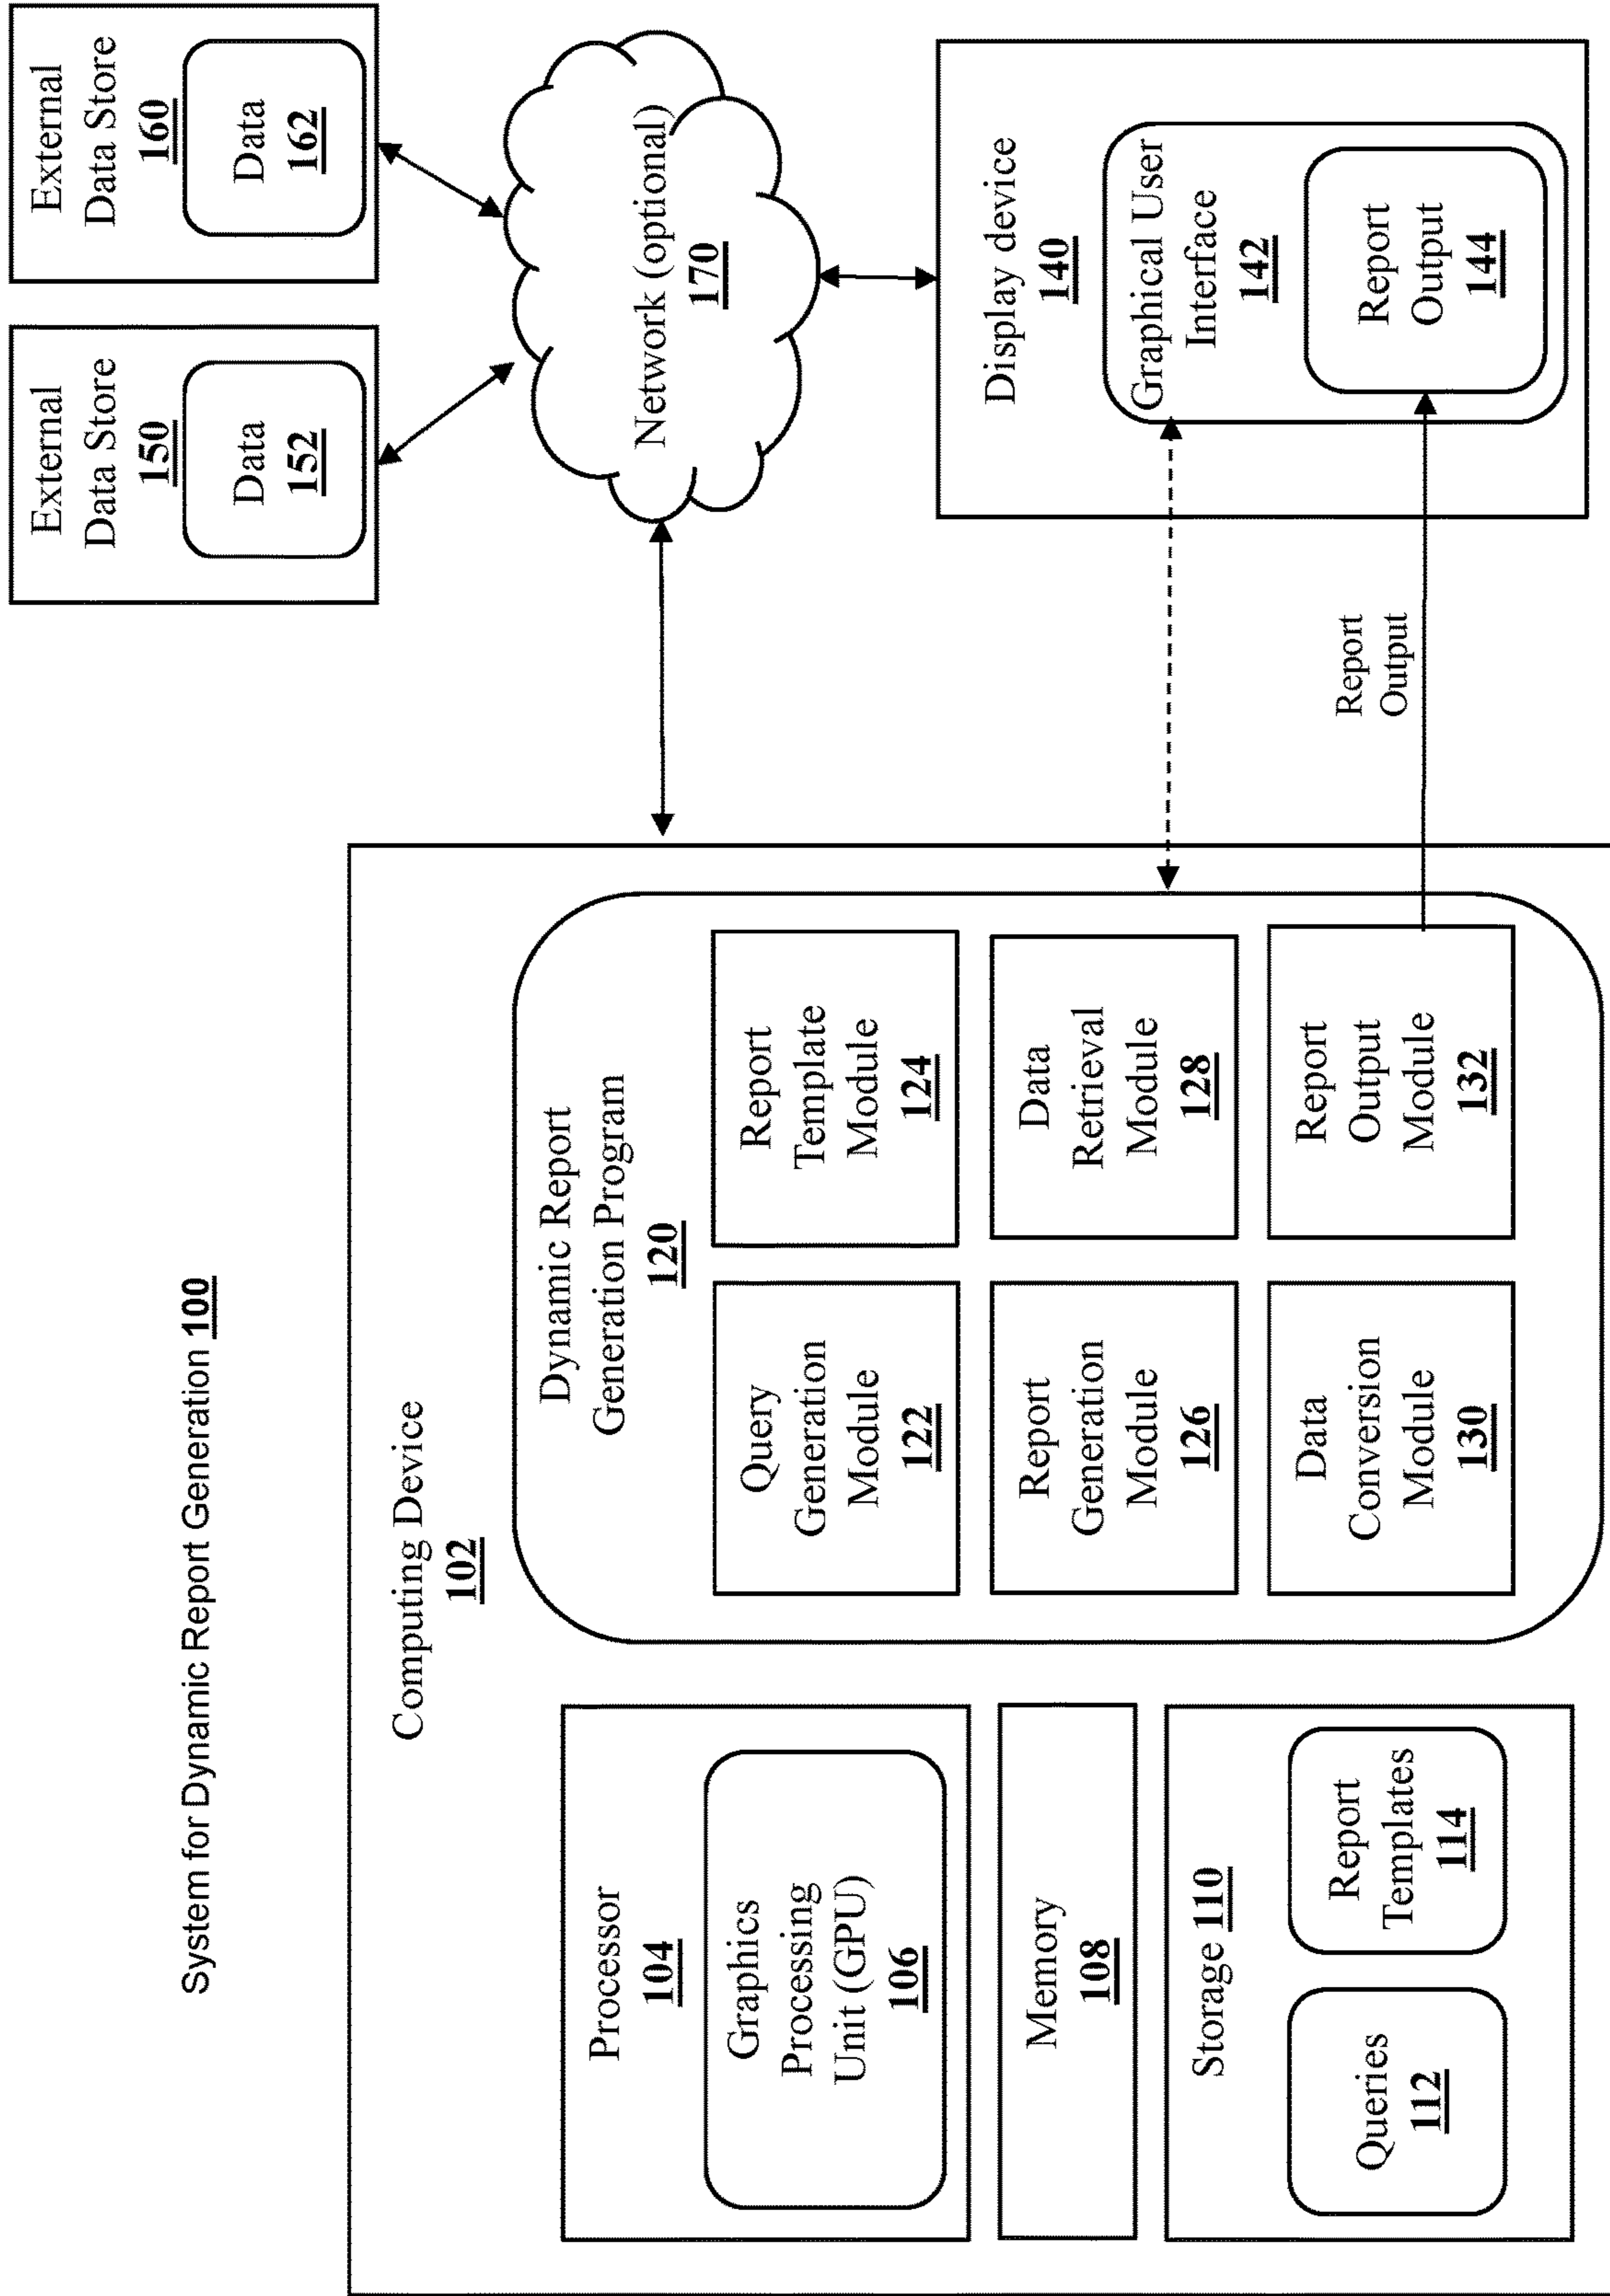 System for Dynamic Report Generation 100
Computing Device
102
Processor
104
Graphics
Processing
Unit (GPU)
106
Memory
108
Storage 110
Queries
112
Report
Templates
114
Dynamic Report
Generation Program
120
Query
Generation
Module
122
Report
Template
Module
124
Report
Generation
Module
126
Data
Retrieval
Module
128
Data
Conversion
Module
130
Report
Output
Module
132
Report
Output
External
Data Store
150
Data
152
External
Data Store
160
Data
162
Network (optional)
170
Display device
140
Graphical User
Interface
142
Report
Output
144